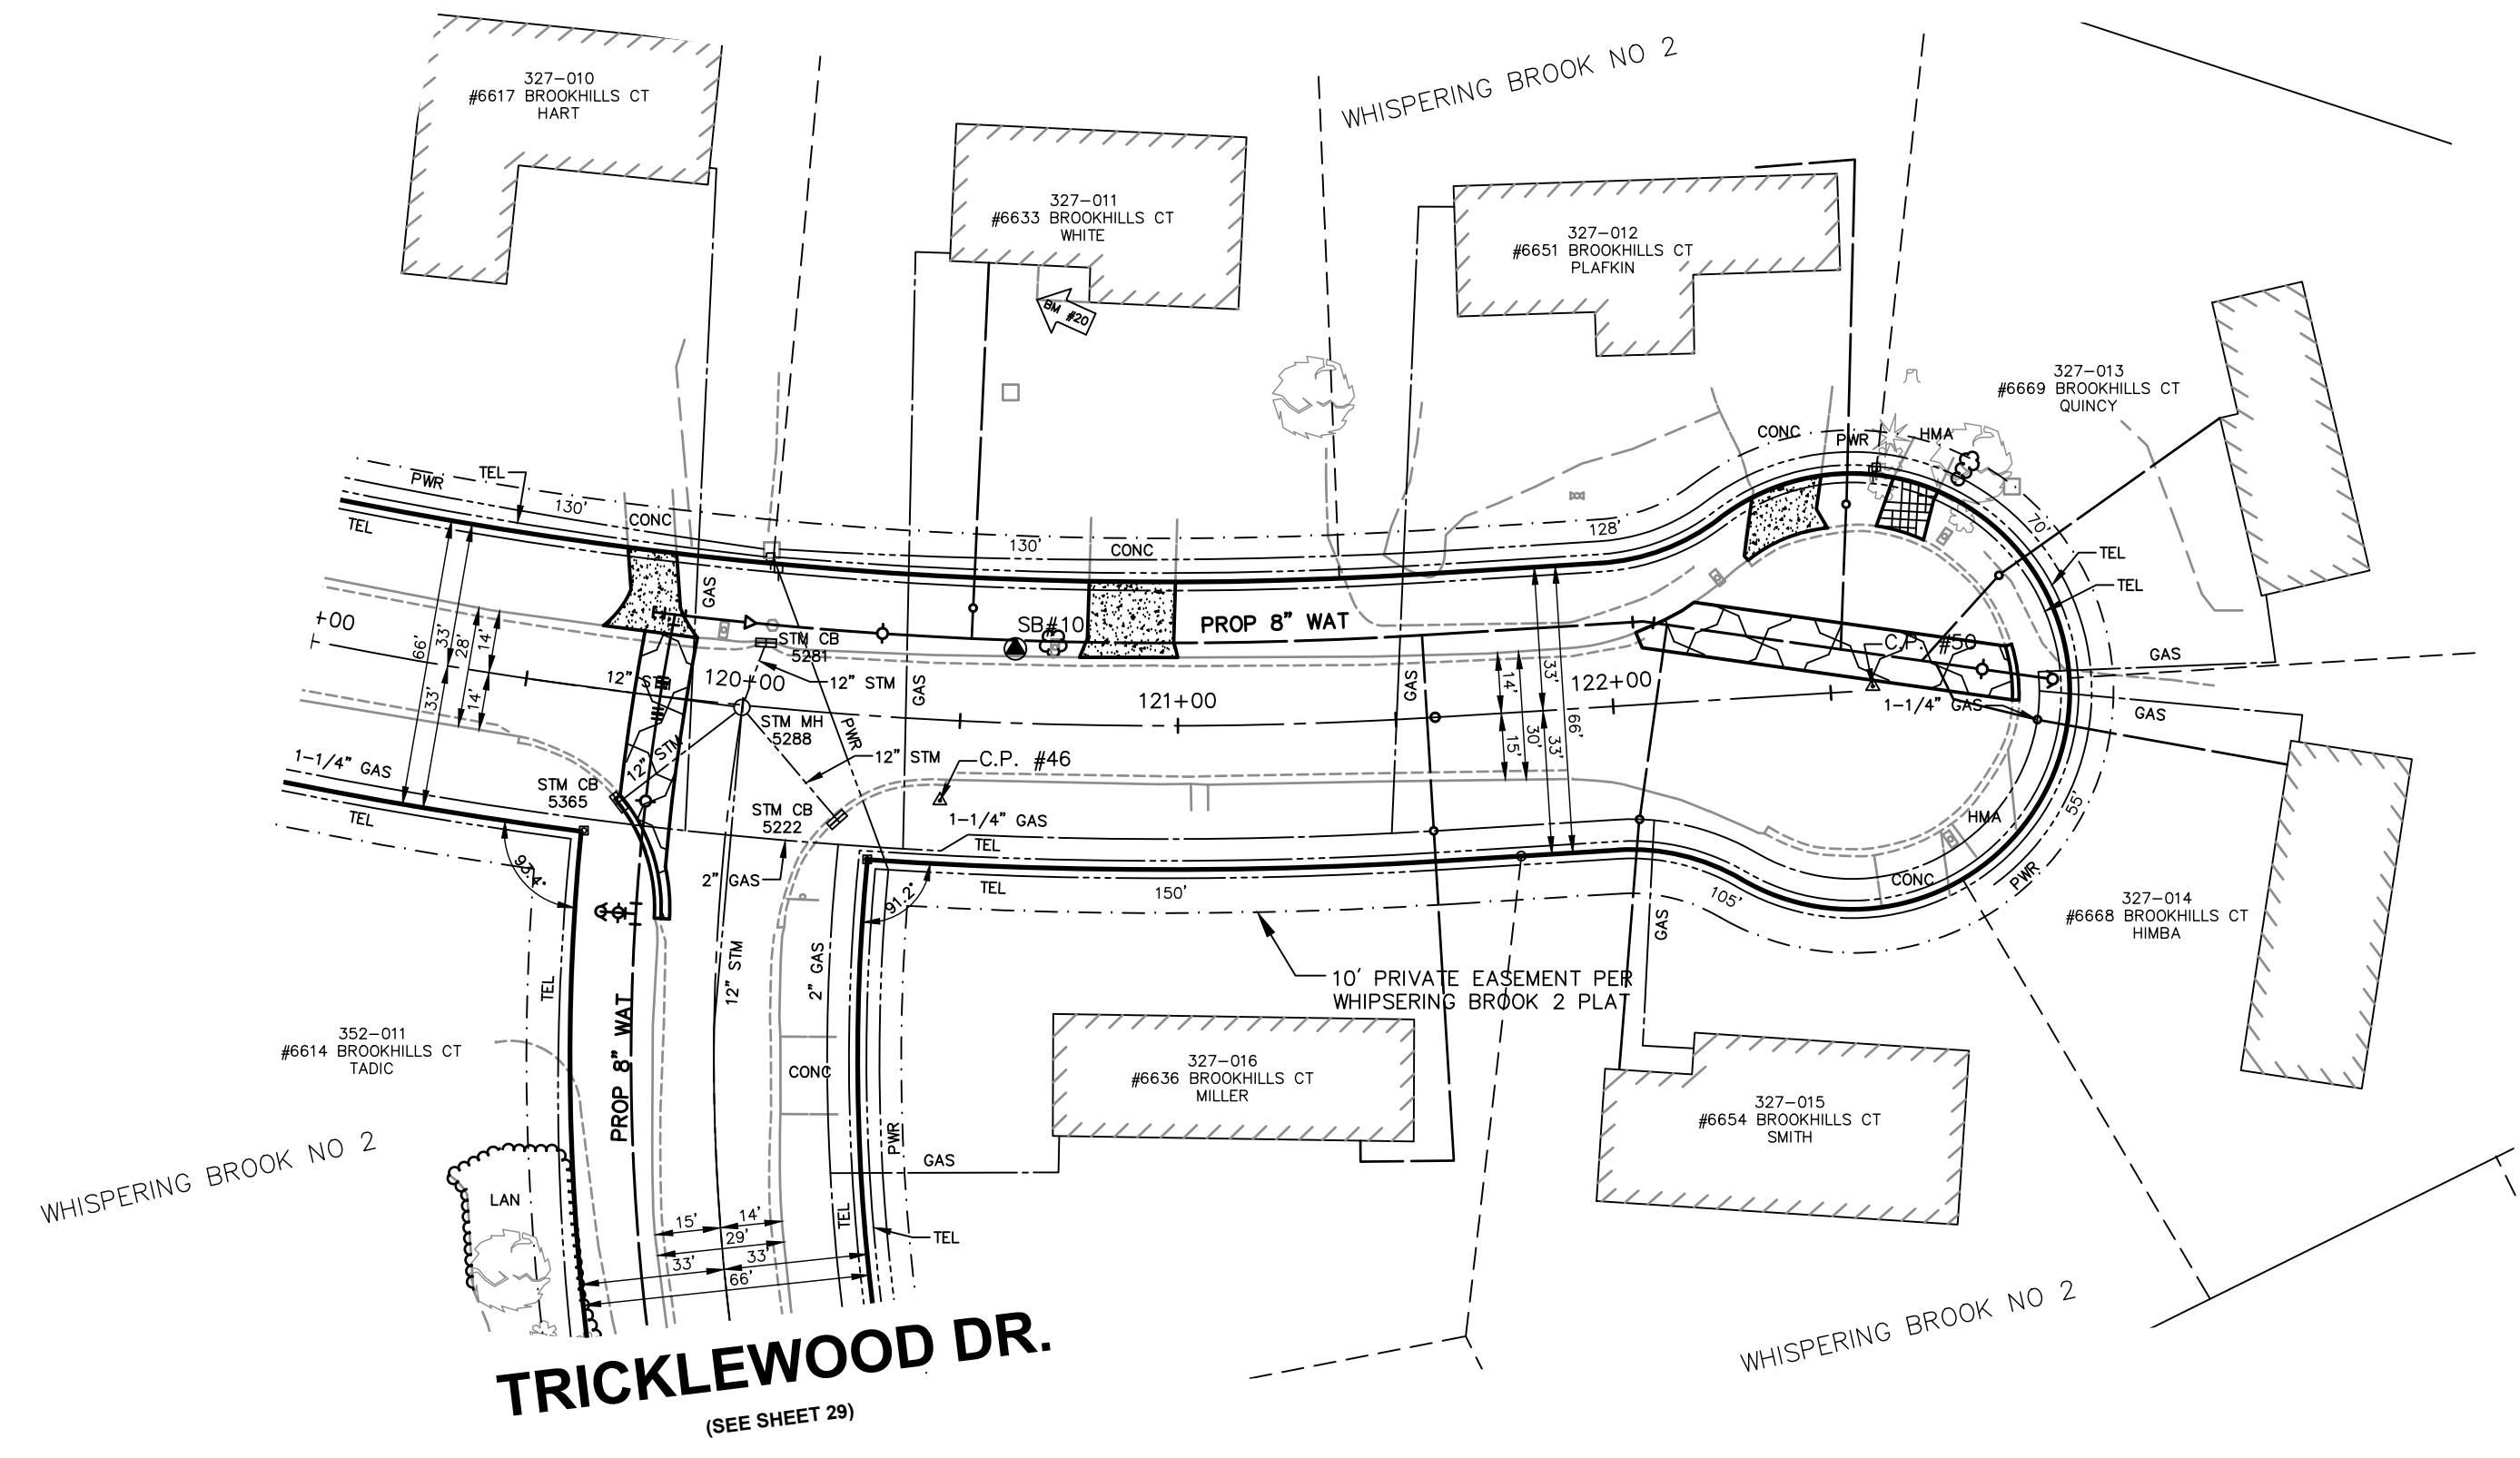 WHISPERING BROOK NO 2
327-010
#6617 BROOKHILLS CT
HART
327-011
#6633 BROOKHILLS CT
WHITE
327-012
#6651 BROOKHILLS CT
PLAFKIN
BM #20
327-013
#6669 BROOKHILLS CT
QUINCY
CONC
PWR
HMA
PWR
TEL
130'
CONC
TEL
130'
CONC
128'
70'
TEL
TEL
GAS
+00
66'
33'
28'
14'
33'
14'
SB#10
PROP 8" WAT
STM CB
5281
12" STM
120+00
12" STM
GAS
121+00
GAS
14'
33'
122+00
66'
30'
15'
33'
C.P. #50
1-1/4" GAS
GAS
GAS
STM MH
5288
PWR
12" STM
12" STM
C.P. #46
1-1/4" GAS
STM CB
5365
STM CB
5222
1-1/4" GAS
TEL
TEL
2" GAS
93.4°
91.2°
TEL
150'
105'
CONC
HMA
55'
PWR
GAS
327-014
#6668 BROOKHILLS CT
HIMBA
10' PRIVATE EASEMENT PER
WHIPSERING BROOK 2 PLAT
TEL
12" STM
2" GAS
352-011
#6614 BROOKHILLS CT
TADIC
PROP 8" WAT
CONC
PWR
327-016
#6636 BROOKHILLS CT
MILLER
327-015
#6654 BROOKHILLS CT
SMITH
GAS
WHISPERING BROOK NO 2
LAN
TEL
TEL
15'
14'
29'
33'
33'
66'
WHISPERING BROOK NO 2
TRICKLEWOOD DR.
(SEE SHEET 29)